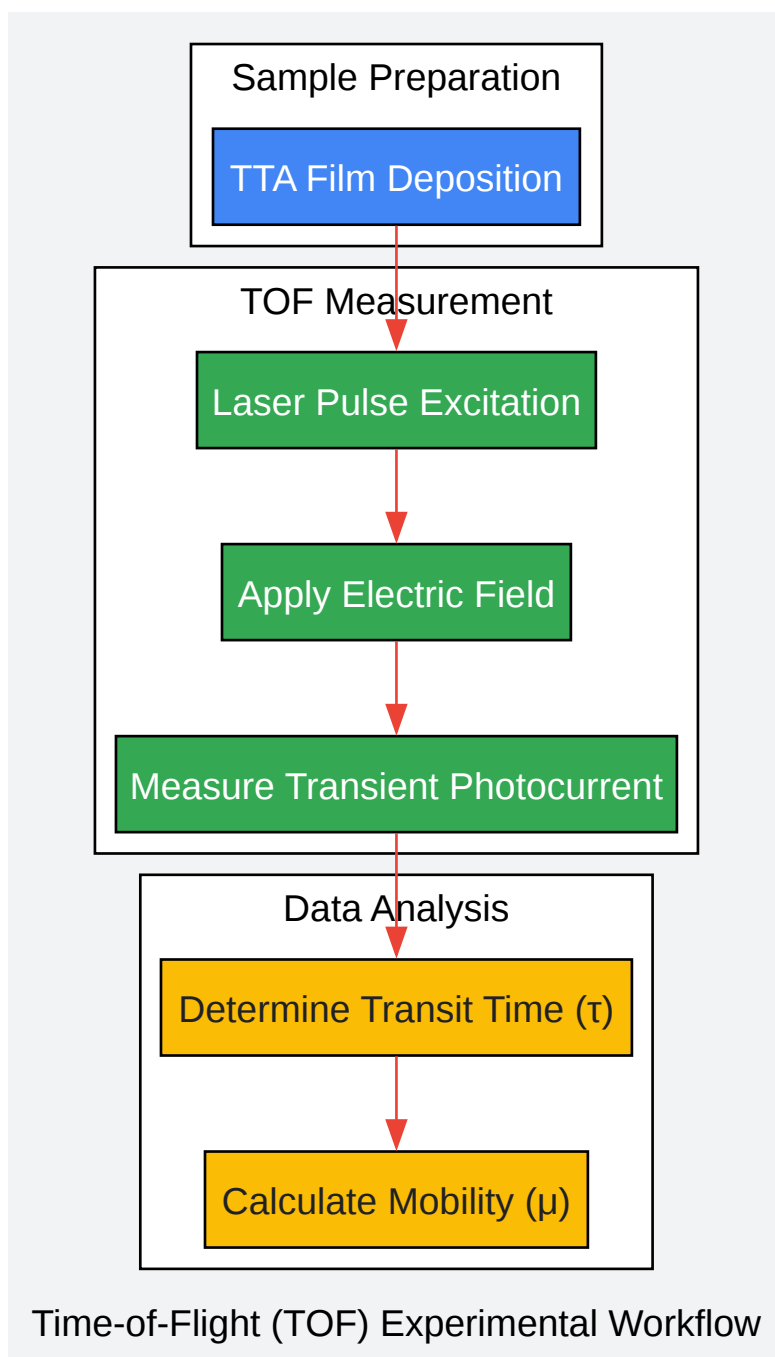 Sample Preparation
TTA Film Deposition
TOF Measurement
Laser Pulse Excitation
Apply Electric Field
Measure Transient Photocurrent
Data Analysis
Determine Transit Time (τ)
Calculate Mobility (μ)
Time-of-Flight (TOF) Experimental Workflow